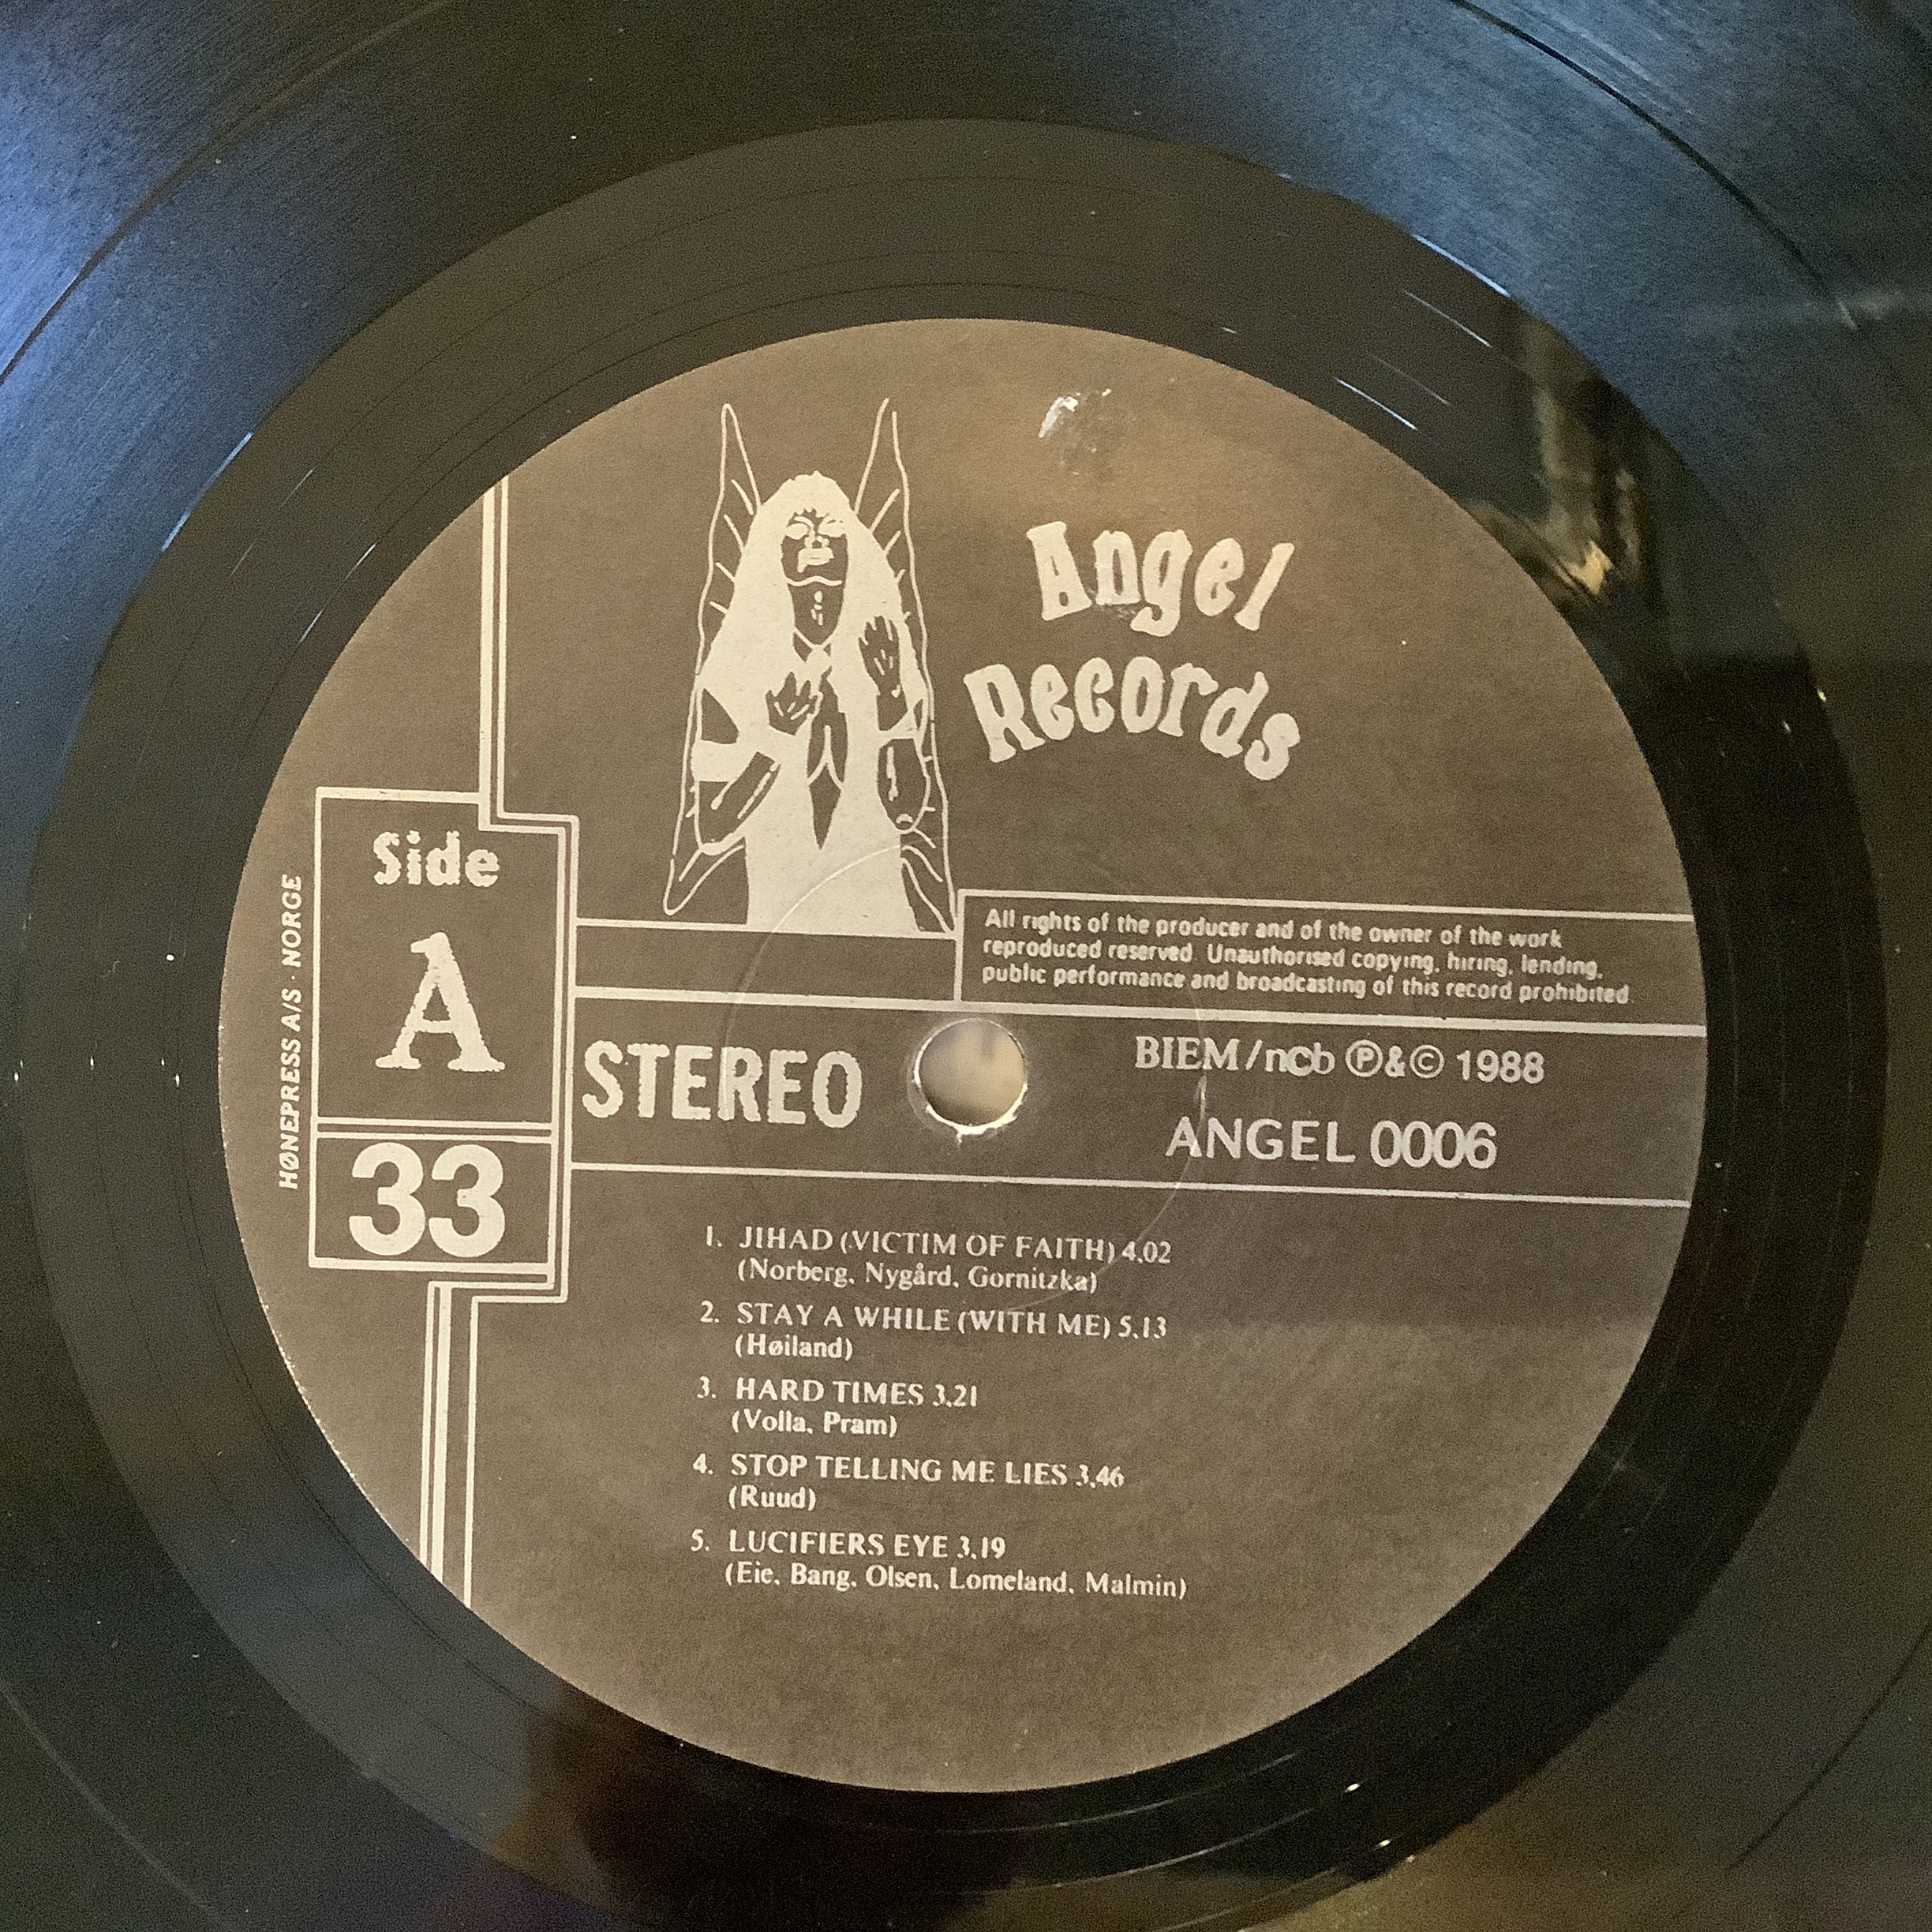 Angel
Records
Side
A
33
HØNEPRESS A/S · NORGE
All rights of the producer and of the owner of the work
reproduced reserved. Unauthorised copying, hiring, lending,
public performance and broadcasting of this record prohibited.
STEREO
BIEM/ncb Ⓟ&© 1988
ANGEL 0006
1. JIHAD (VICTIM OF FAITH) 4.02
(Norberg, Nygård, Gornitzka)
2. STAY A WHILE (WITH ME) 5.13
(Høiland)
3. HARD TIMES 3.21
(Volla, Pram)
4. STOP TELLING ME LIES 3.46
(Ruud)
5. LUCIFIERS EYE 3.19
(Eie, Bang, Olsen, Lomeland, Malmin)